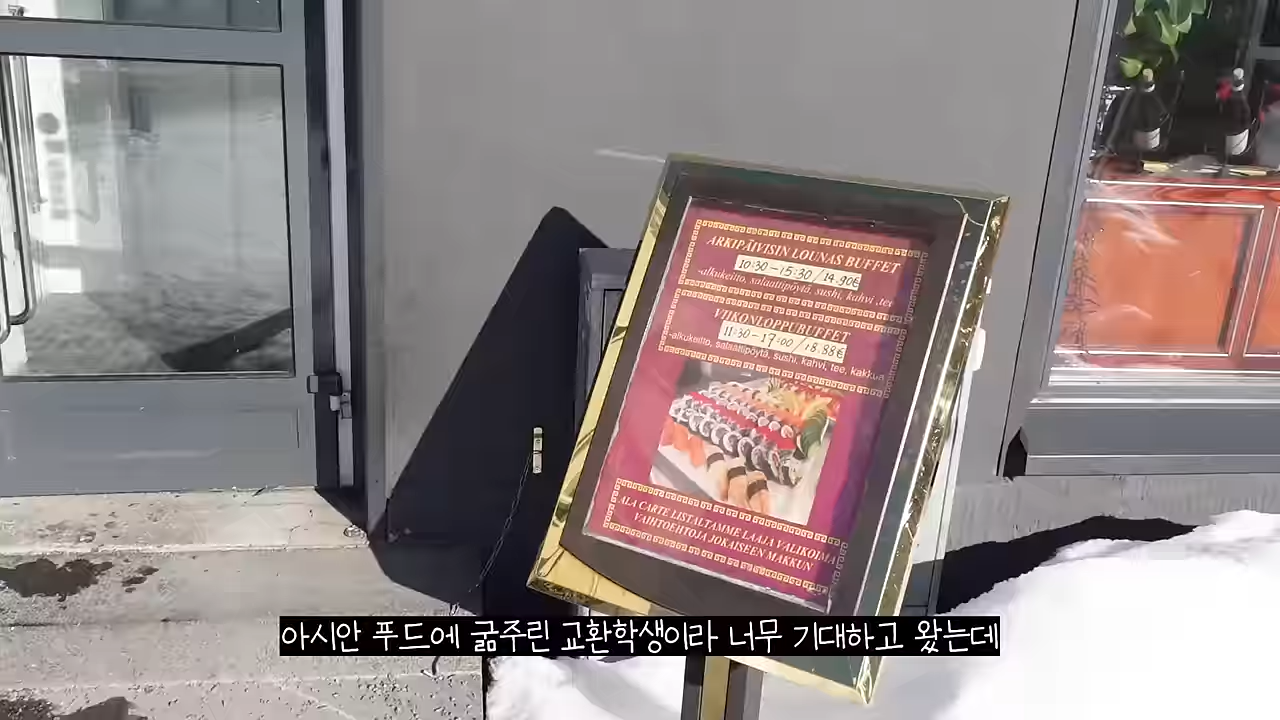 ARKIPÄIVISIN LOUNAS BUFFET
10:30-15:30/14.90€
-alkukeitto, salaattipöytä, sushi, kahvi ,tee
VIIKONLOPPUBUFFET
11:30-17:00/18.88€
-alkukeitto, salaattipöytä, sushi, kahvi, tee, kakkua
ALA CARTE LISTALTAMME LAAJA VALIKOIMA
VAIHTOEHTOJA JOKAISEEN MAKKUN
아시안 푸드에 굶주린 교환학생이라 너무 기대하고 왔는데